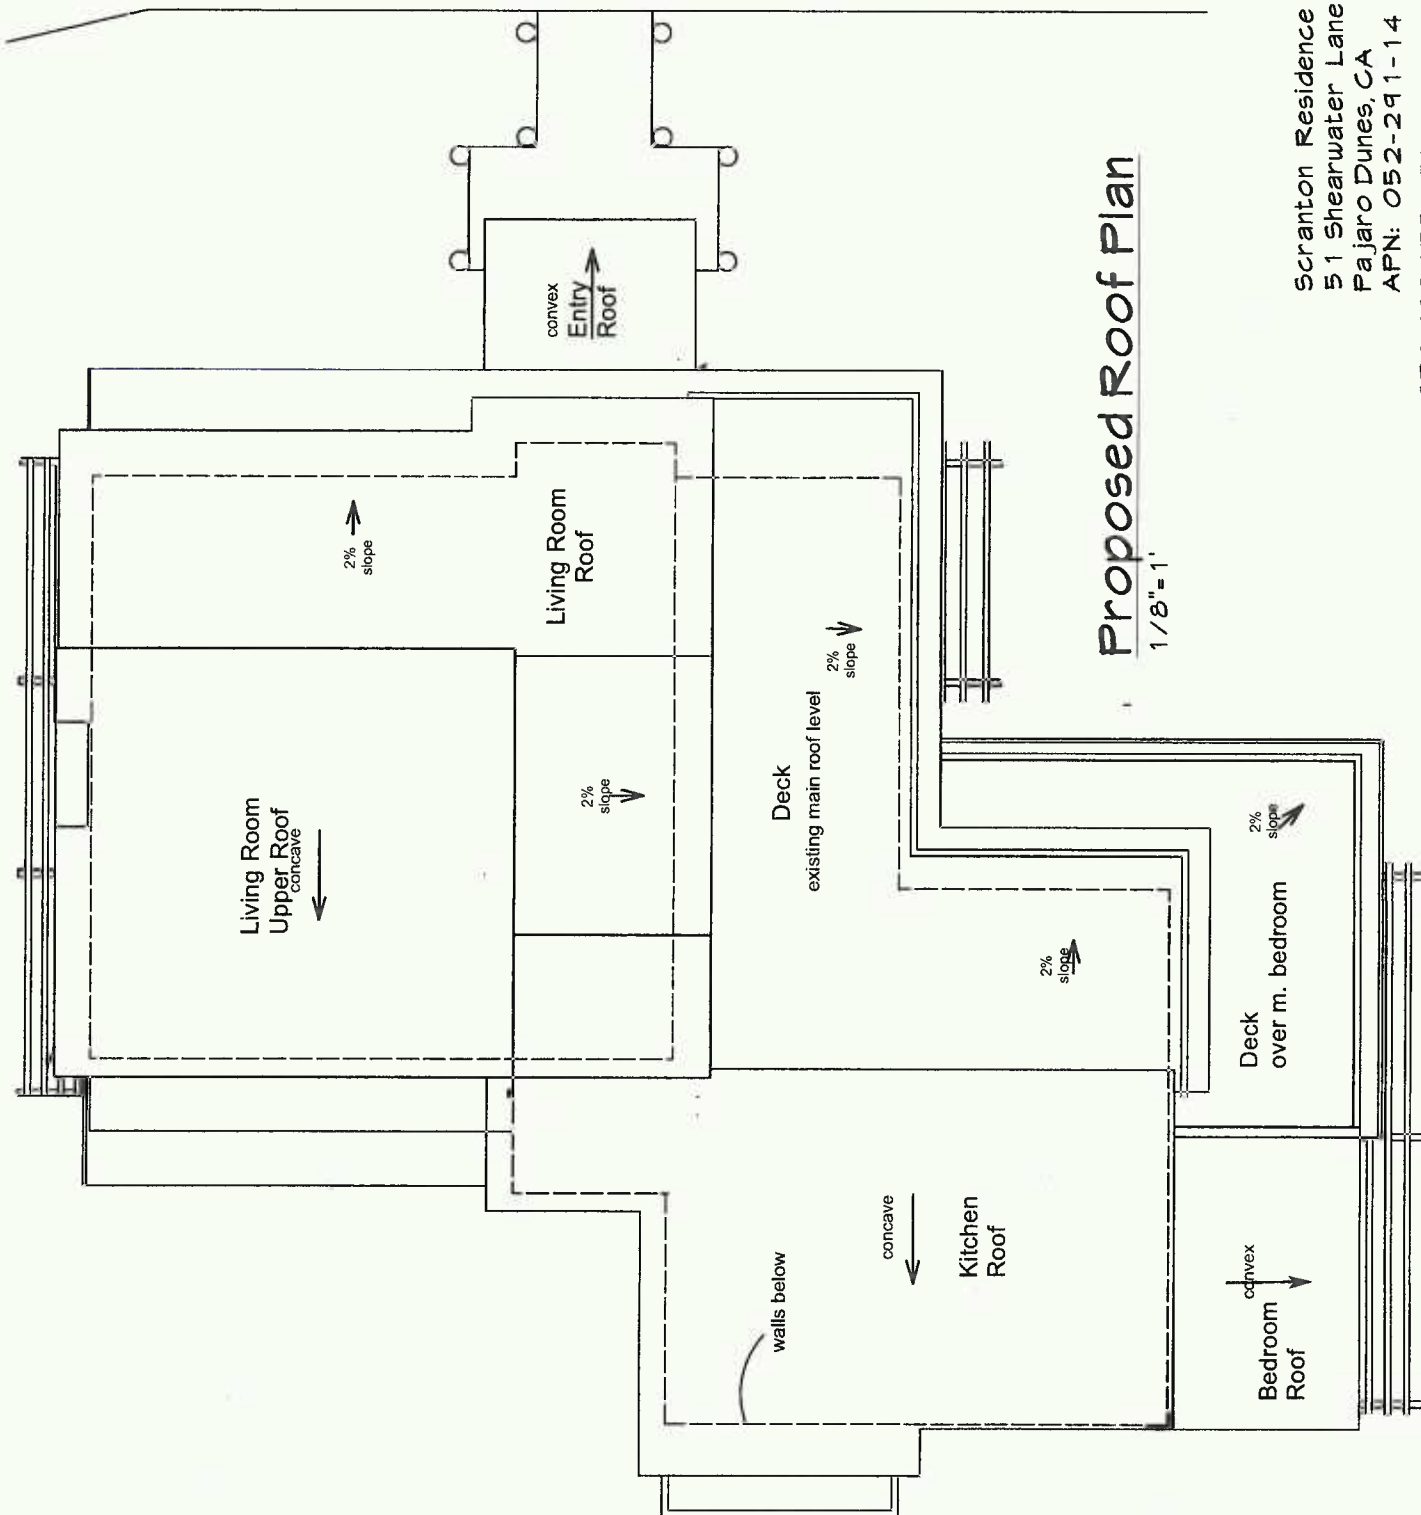 Scranton Residence
51 Shearwater Lane
Pajaro Dunes, CA
APN: 052-291-14
Proposed Roof Plan
1/8"=1'
convex
Entry
Roof
2%
slope
Living Room
Roof
Living Room
Upper Roof
concave
2%
slope
Deck
existing main roof level
2%
slope
2%
slope
2%
slope
Deck
over m. bedroom
concave
Kitchen
Roof
walls below
convex
Bedroom
Roof